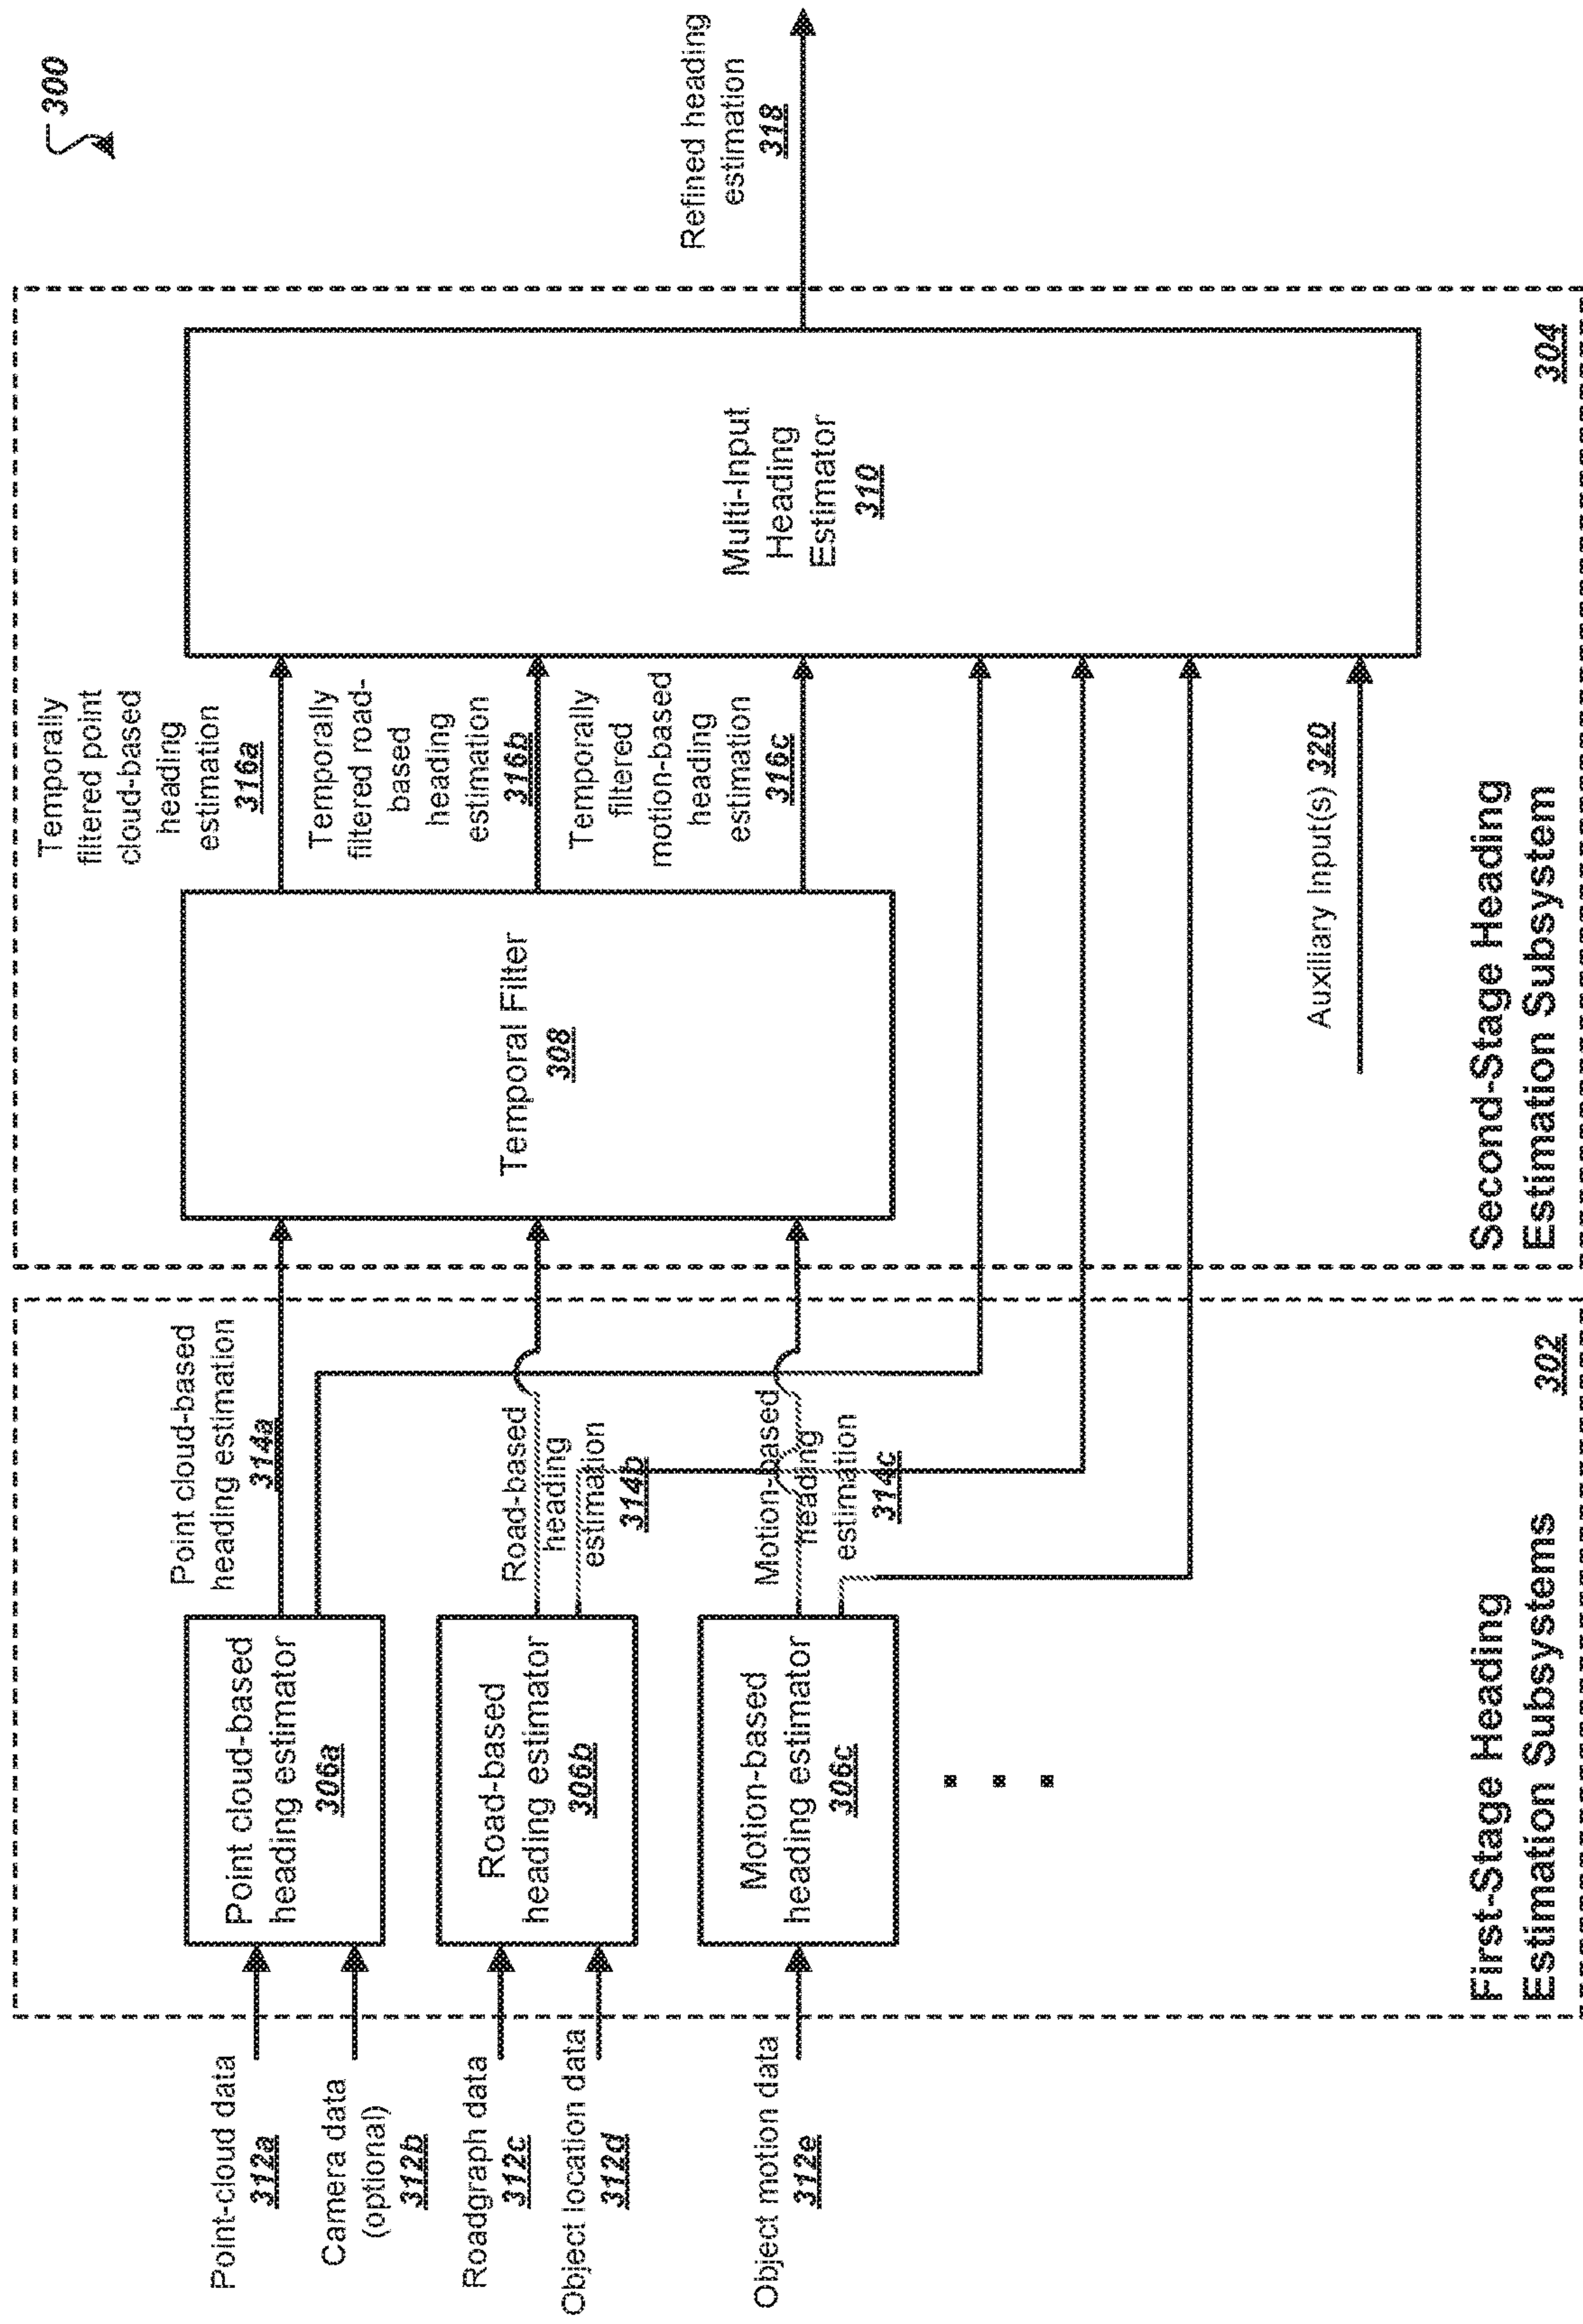 300
Point-cloud data
312a
Camera data
(optional)
312b
Roadgraph data
312c
Object location data
312d
Object motion data
312e
Point cloud-based
heading estimator
306a
Road-based
heading estimator
306b
Motion-based
heading estimator
306c
Point cloud-based
heading estimation
314a
Road-based
heading
estimation
314b
Motion-based
heading
estimation
314c
First-Stage Heading
Estimation Subsystems
302
Temporal Filter
308
Temporally
filtered point
cloud-based
heading
estimation
316a
Temporally
filtered road-
based
heading
estimation
316b
Temporally
filtered
motion-based
heading
estimation
316c
Auxiliary Input(s) 320
Multi-Input
Heading
Estimator
310
Second-Stage Heading
Estimation Subsystem
304
Refined heading
estimation
318